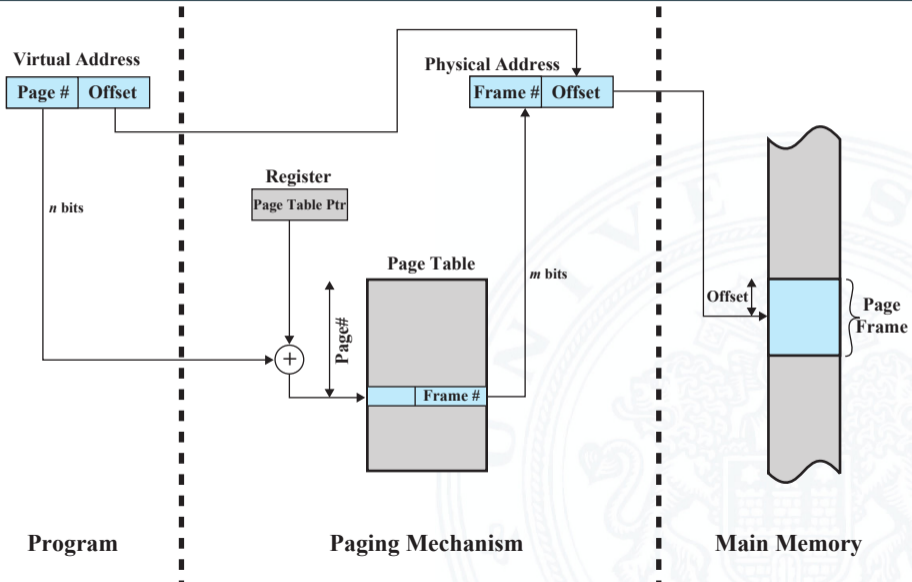 Virtual Address
Page #
Offset
n bits
Register
Page Table Ptr
Page Table
Page#
Frame #
m bits
Physical Address
Frame #
Offset
Offset
Page
Frame
Program
Paging Mechanism
Main Memory
UNIVERS